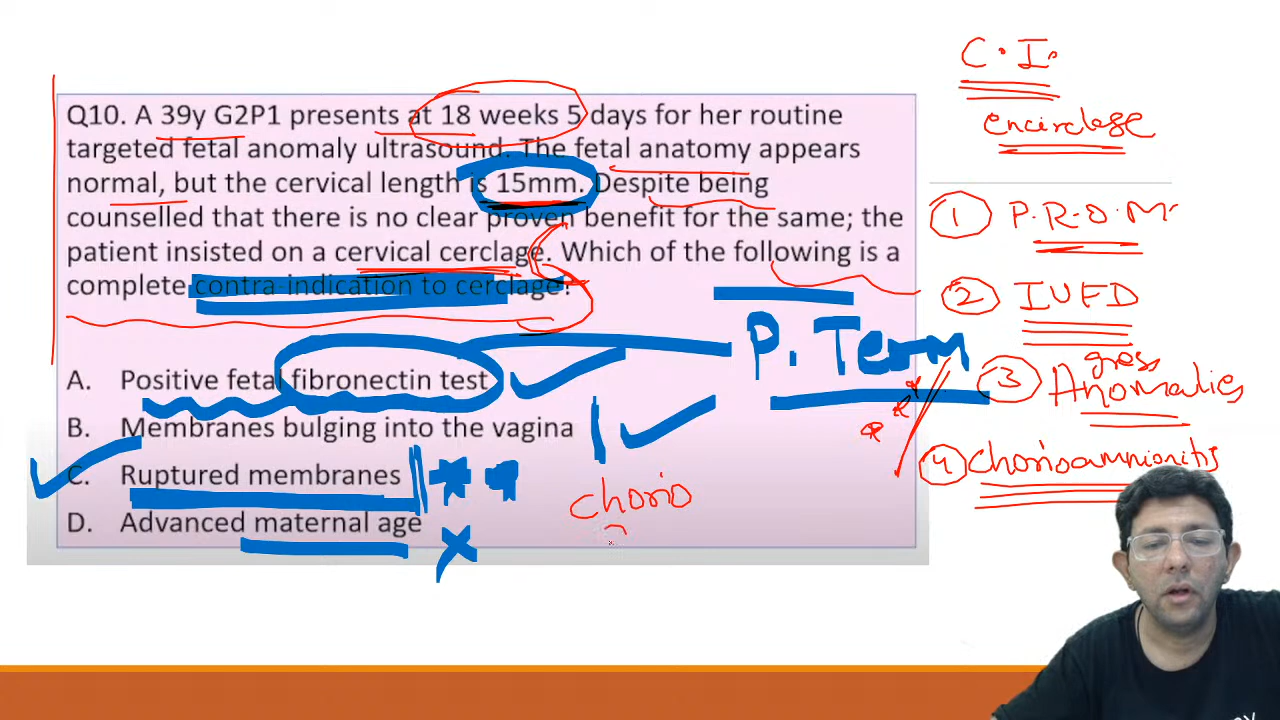 Q10. A 39y G2P1 presents at 18 weeks 5 days for her routine
targeted fetal anomaly ultrasound. The fetal anatomy appears
normal, but the cervical length is 15mm. Despite being
counselled that there is no clear proven benefit for the same; the
patient insisted on a cervical cerclage. Which of the following is a
complete contra-indication to cerclage?
A. Positive fetal fibronectin test
B. Membranes bulging into the vagina
C. Ruptured membranes
D. Advanced maternal age
P. Term
chorio
C. I.
encirclage
1 P.R.O.M.
2 IUFD
3 gross
Anomalies
4 Chorioamnionitis